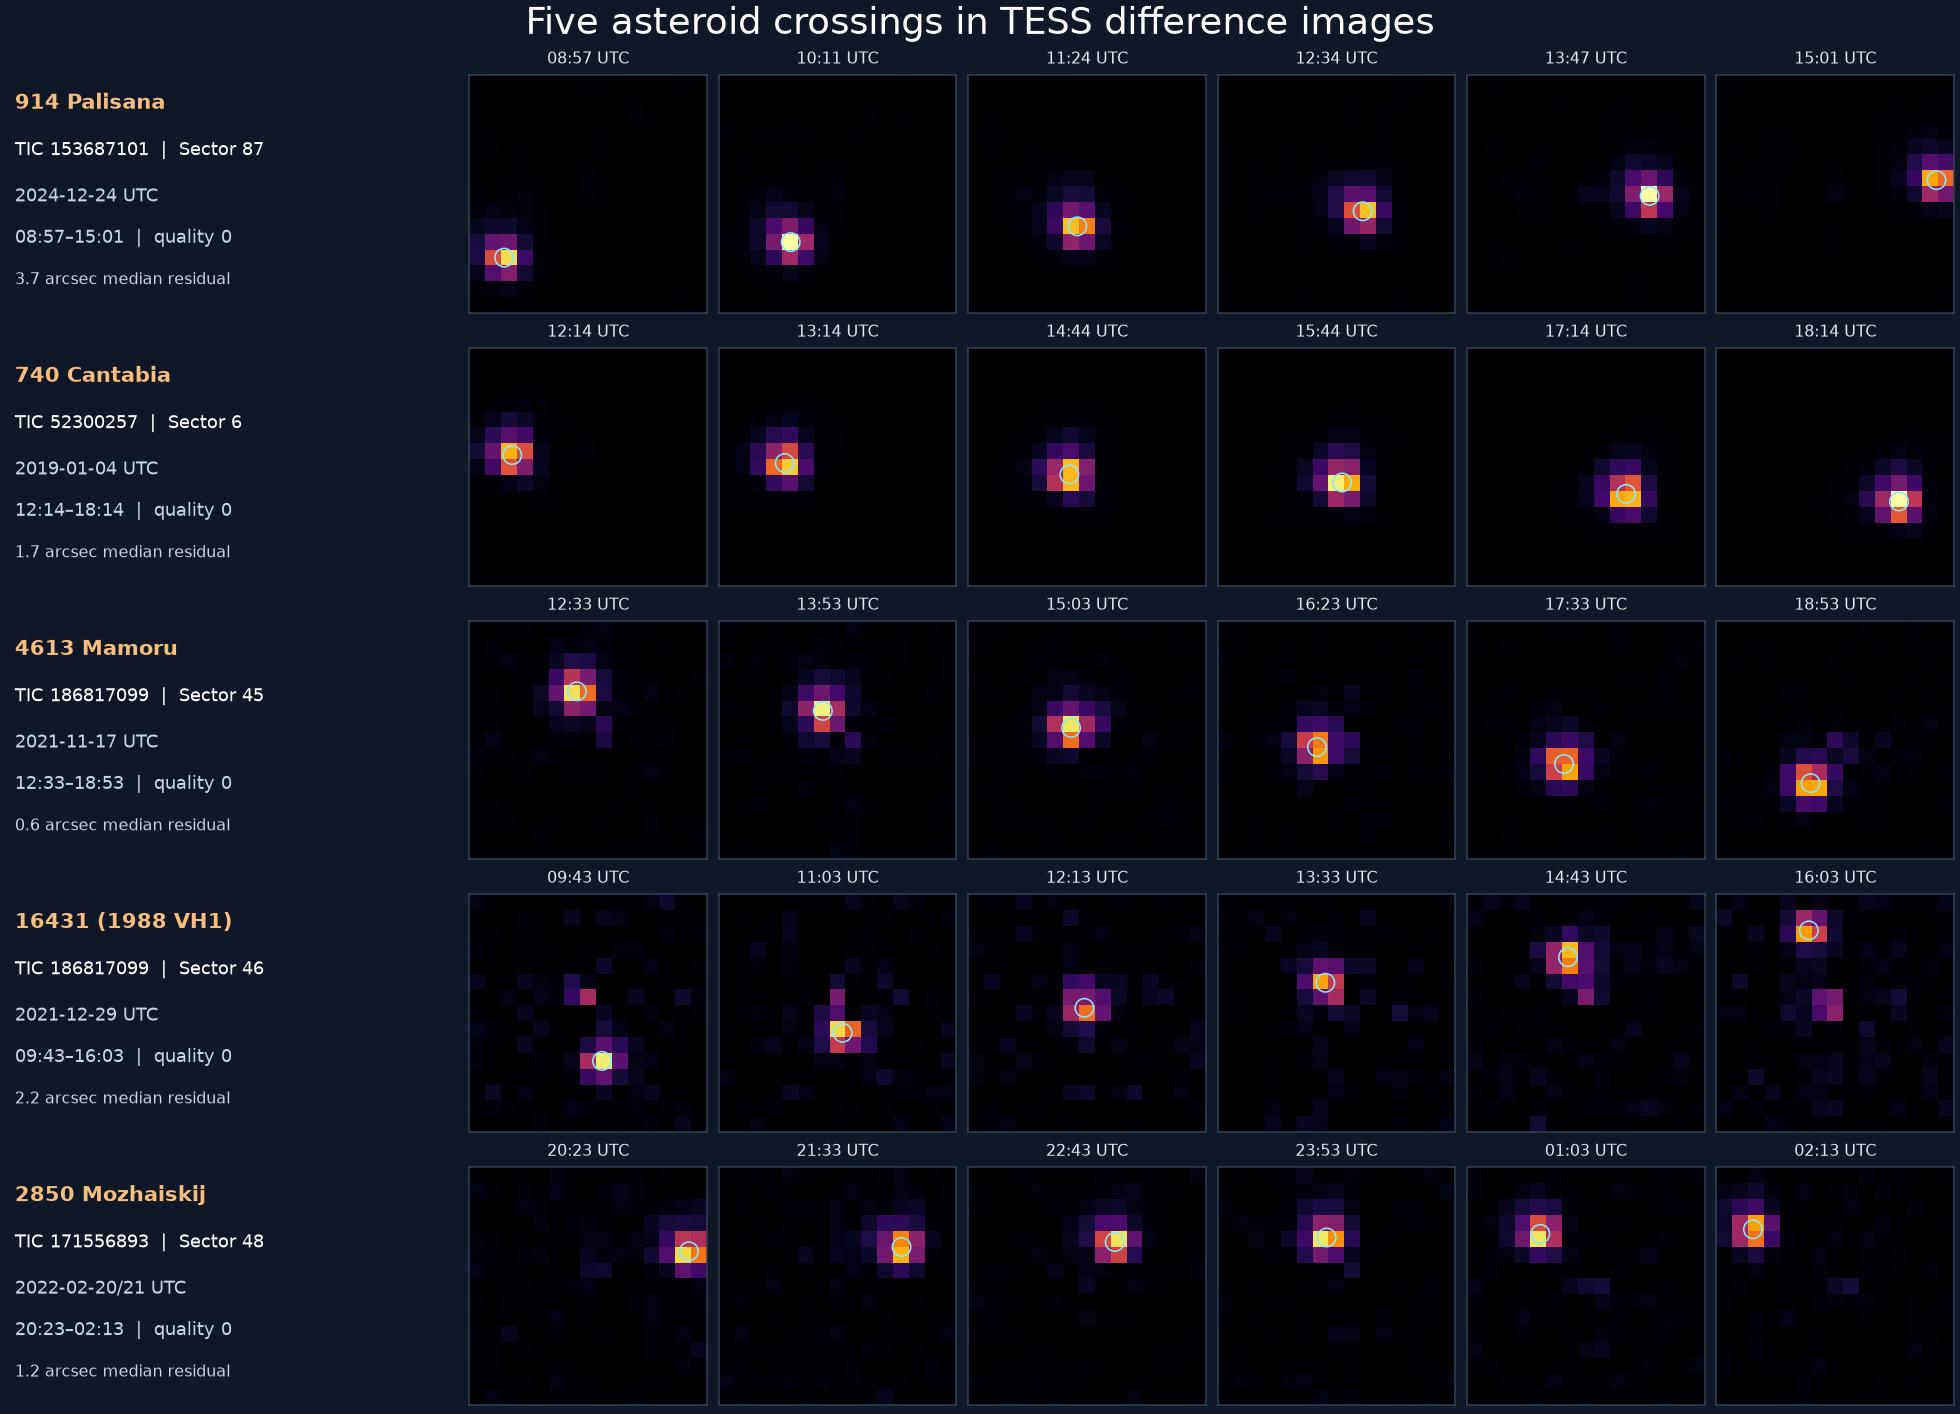 Five asteroid crossings in TESS difference images
08:57 UTC 10:11 UTC 11:24 UTC 12:34 UTC 13:47 UTC 15:01 UTC
914 Palisana
TIC 153687101 | Sector 87
2024-12-24 UTC
08:57–15:01 | quality 0
3.7 arcsec median residual
12:14 UTC 13:14 UTC 14:44 UTC 15:44 UTC 17:14 UTC 18:14 UTC
740 Cantabia
TIC 52300257 | Sector 6
2019-01-04 UTC
12:14–18:14 | quality 0
1.7 arcsec median residual
12:33 UTC 13:53 UTC 15:03 UTC 16:23 UTC 17:33 UTC 18:53 UTC
4613 Mamoru
TIC 186817099 | Sector 45
2021-11-17 UTC
12:33–18:53 | quality 0
0.6 arcsec median residual
09:43 UTC 11:03 UTC 12:13 UTC 13:33 UTC 14:43 UTC 16:03 UTC
16431 (1988 VH1)
TIC 186817099 | Sector 46
2021-12-29 UTC
09:43–16:03 | quality 0
2.2 arcsec median residual
20:23 UTC 21:33 UTC 22:43 UTC 23:53 UTC 01:03 UTC 02:13 UTC
2850 Mozhaiskij
TIC 171556893 | Sector 48
2022-02-20/21 UTC
20:23–02:13 | quality 0
1.2 arcsec median residual